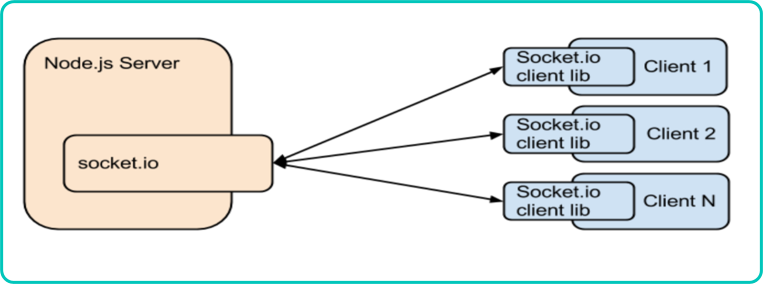 Node.js Server
socket.io
Socket.io
client lib
Client 1
Socket.io
client lib
Client 2
Socket.io
client lib
Client N